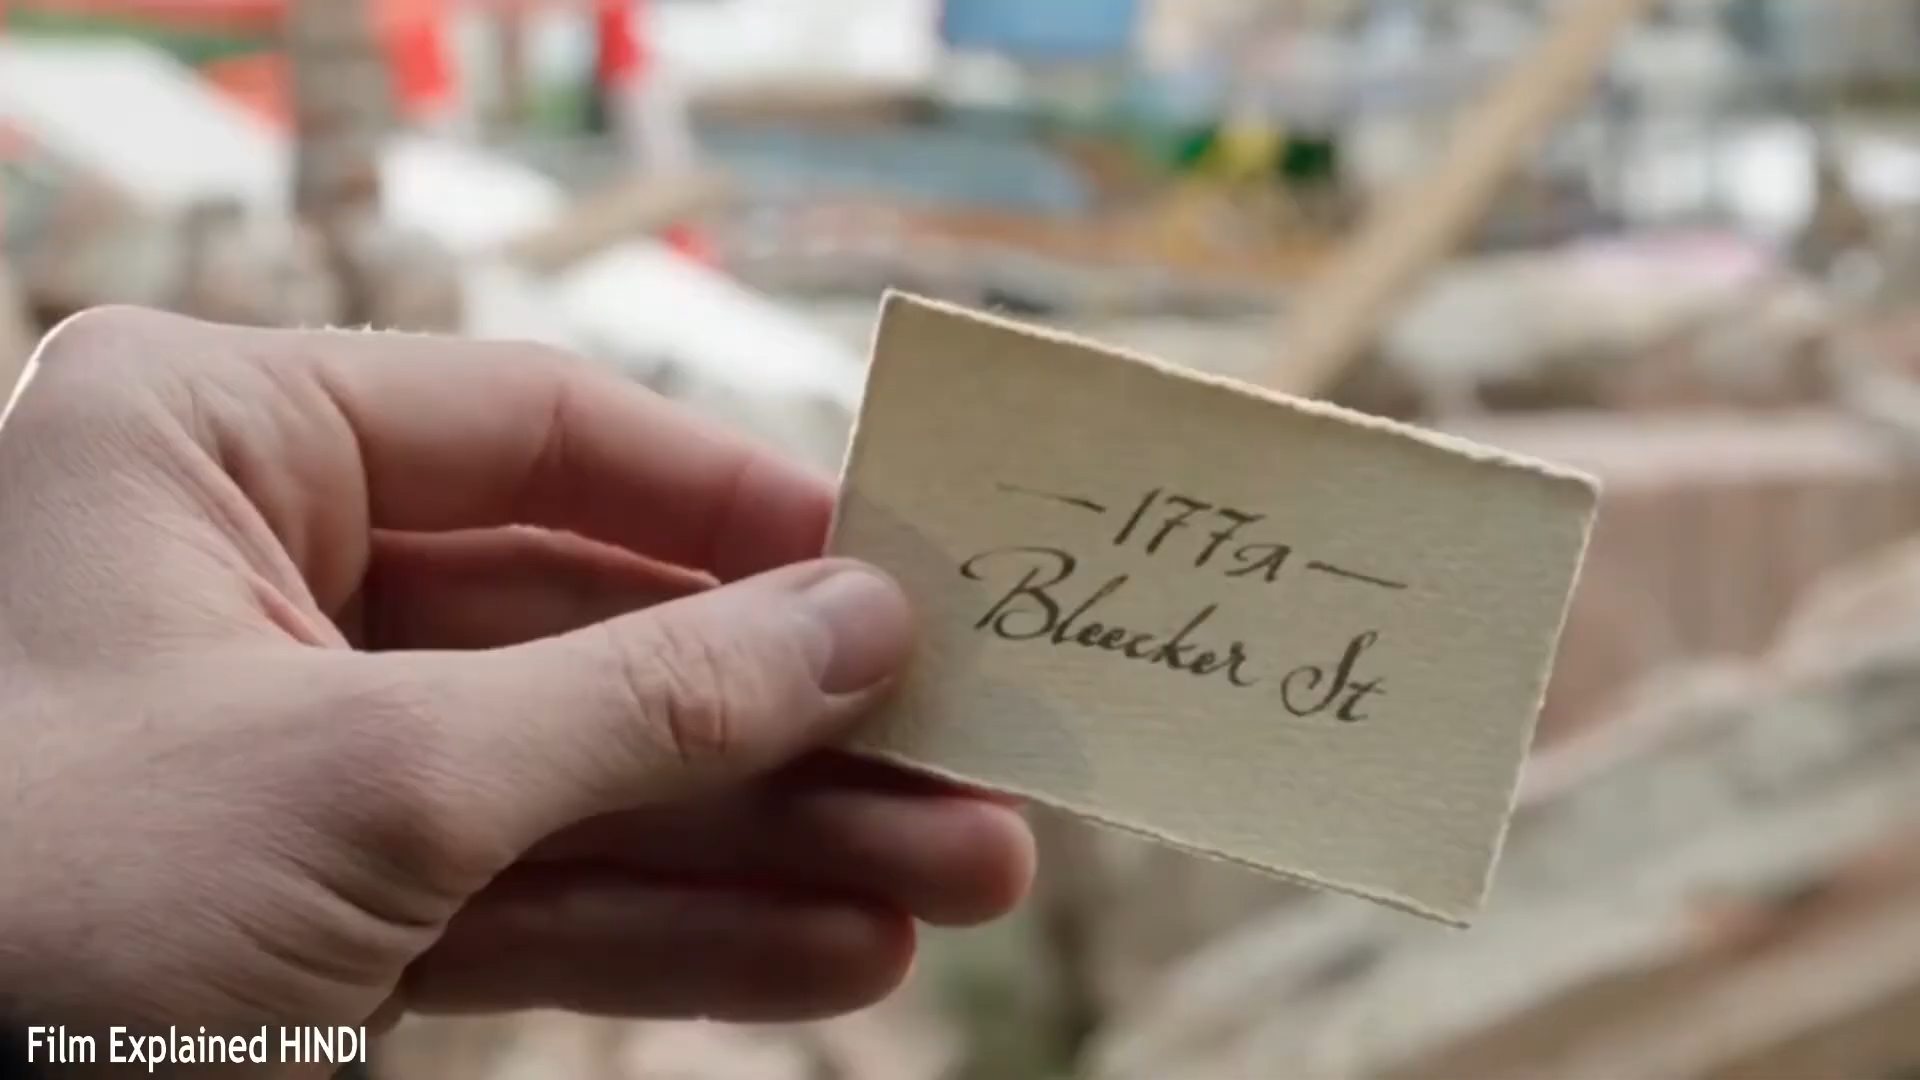 —177A—
Bleecker St
Film Explained HINDI